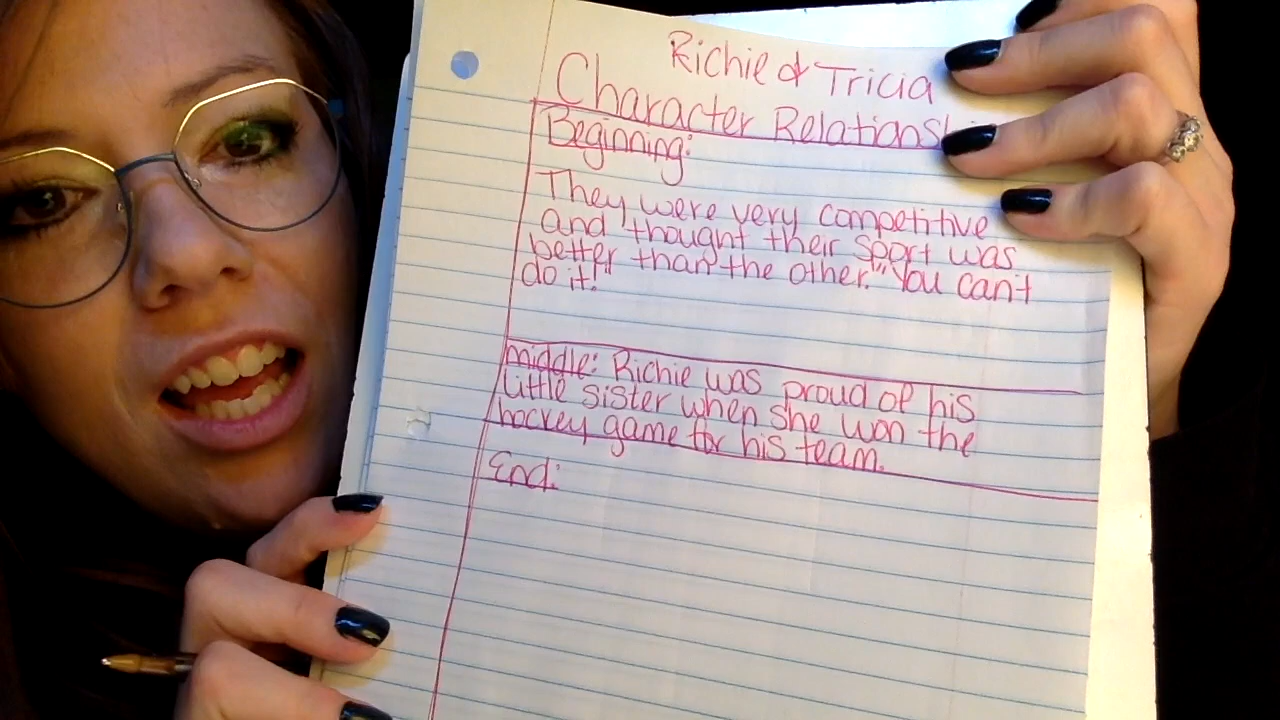 Richie & Tricia
Character Relations
Beginning:
They were very competitive
and thought their sport was
better than the other. "You can't
do it!"
Middle: Richie was proud of his
little sister when she won the
hockey game for his team.
End: